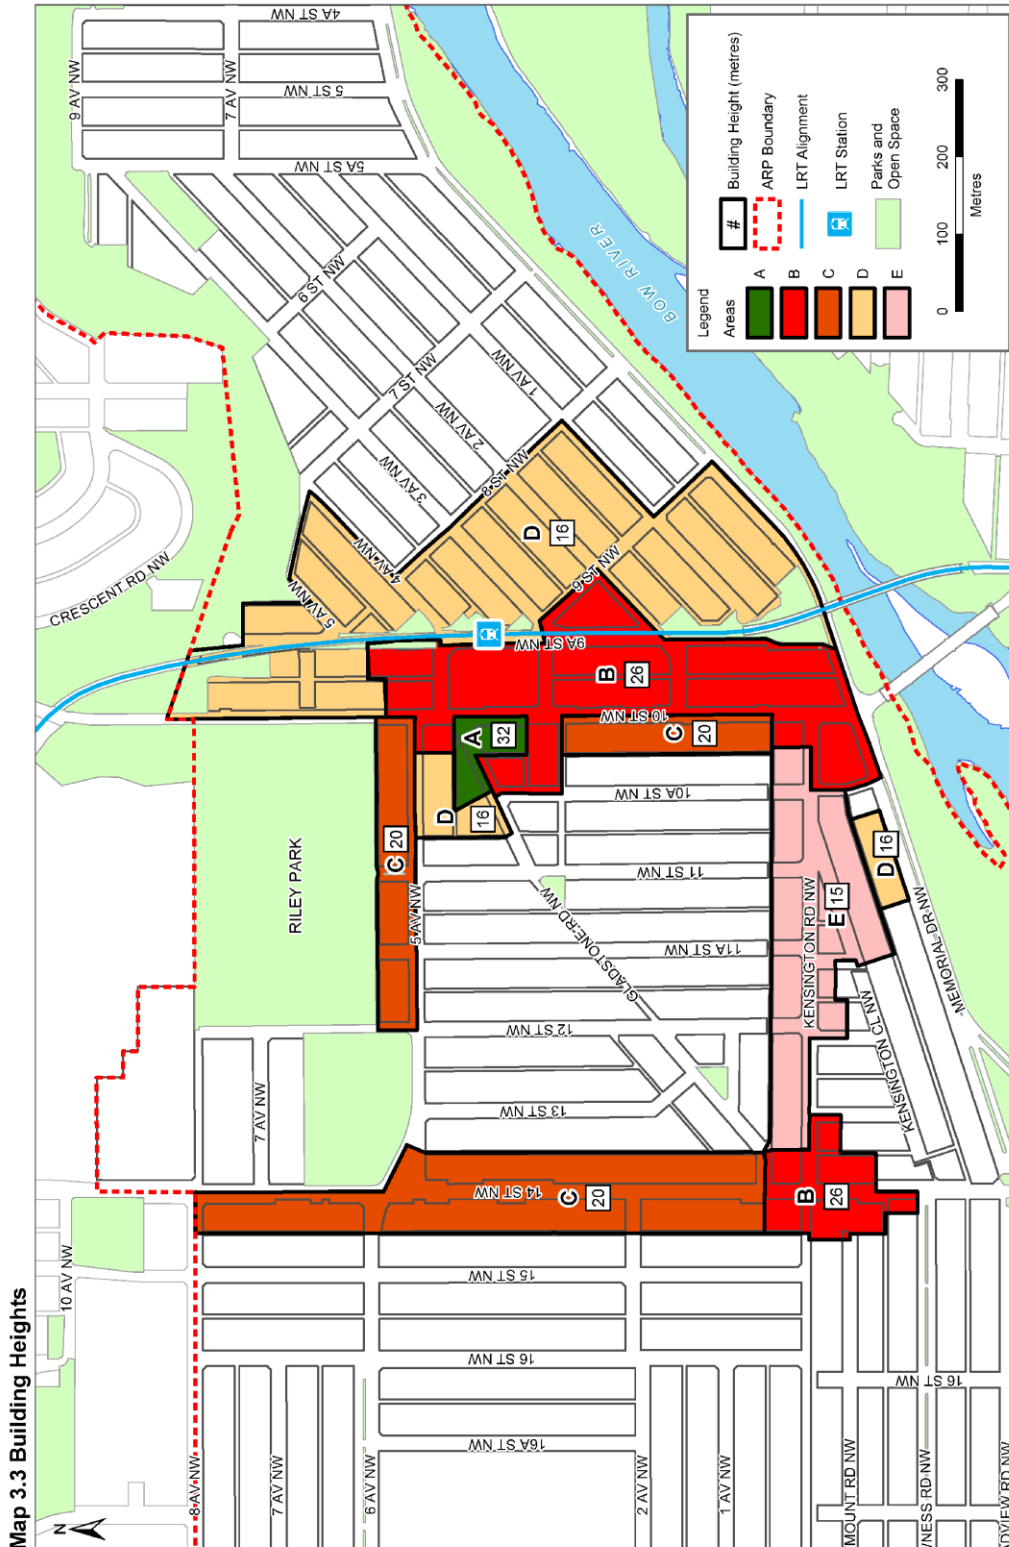 Map 3.3 Building Heights
N
10 AV NW
8 AV NW
7 AV NW
6 AV NW
16A ST NW
16 ST NW
15 ST NW
2 AV NW
1 AV NW
MOUNT RD NW
16 ST NW
NESS RD NW
ADVIEW RD NW
14 ST NW
C
20
B
26
7 AV NW
13 ST NW
12 ST NW
11A ST NW
11 ST NW
10A ST NW
GLADSTONE RD NW
KENSINGTON RD NW
KENSINGTON CL NW
MEMORIAL DR NW
E
15
D
16
RILEY PARK
5 AV NW
C
20
D
16
A
32
C
20
10 ST NW
B
26
9A ST NW
9 ST NW
D
16
8 ST NW
5 AV NW
4 AV NW
3 AV NW
2 AV NW
1 AV NW
7 ST NW
6 ST NW
CRESCENT RD NW
5A ST NW
5 ST NW
4A ST NW
9 AV NW
7 AV NW
BOW RIVER
Legend
Areas
A
B
C
D
E
#
Building Height (metres)
ARP Boundary
LRT Alignment
LRT Station
Parks and
Open Space
0 100 200 300
Metres